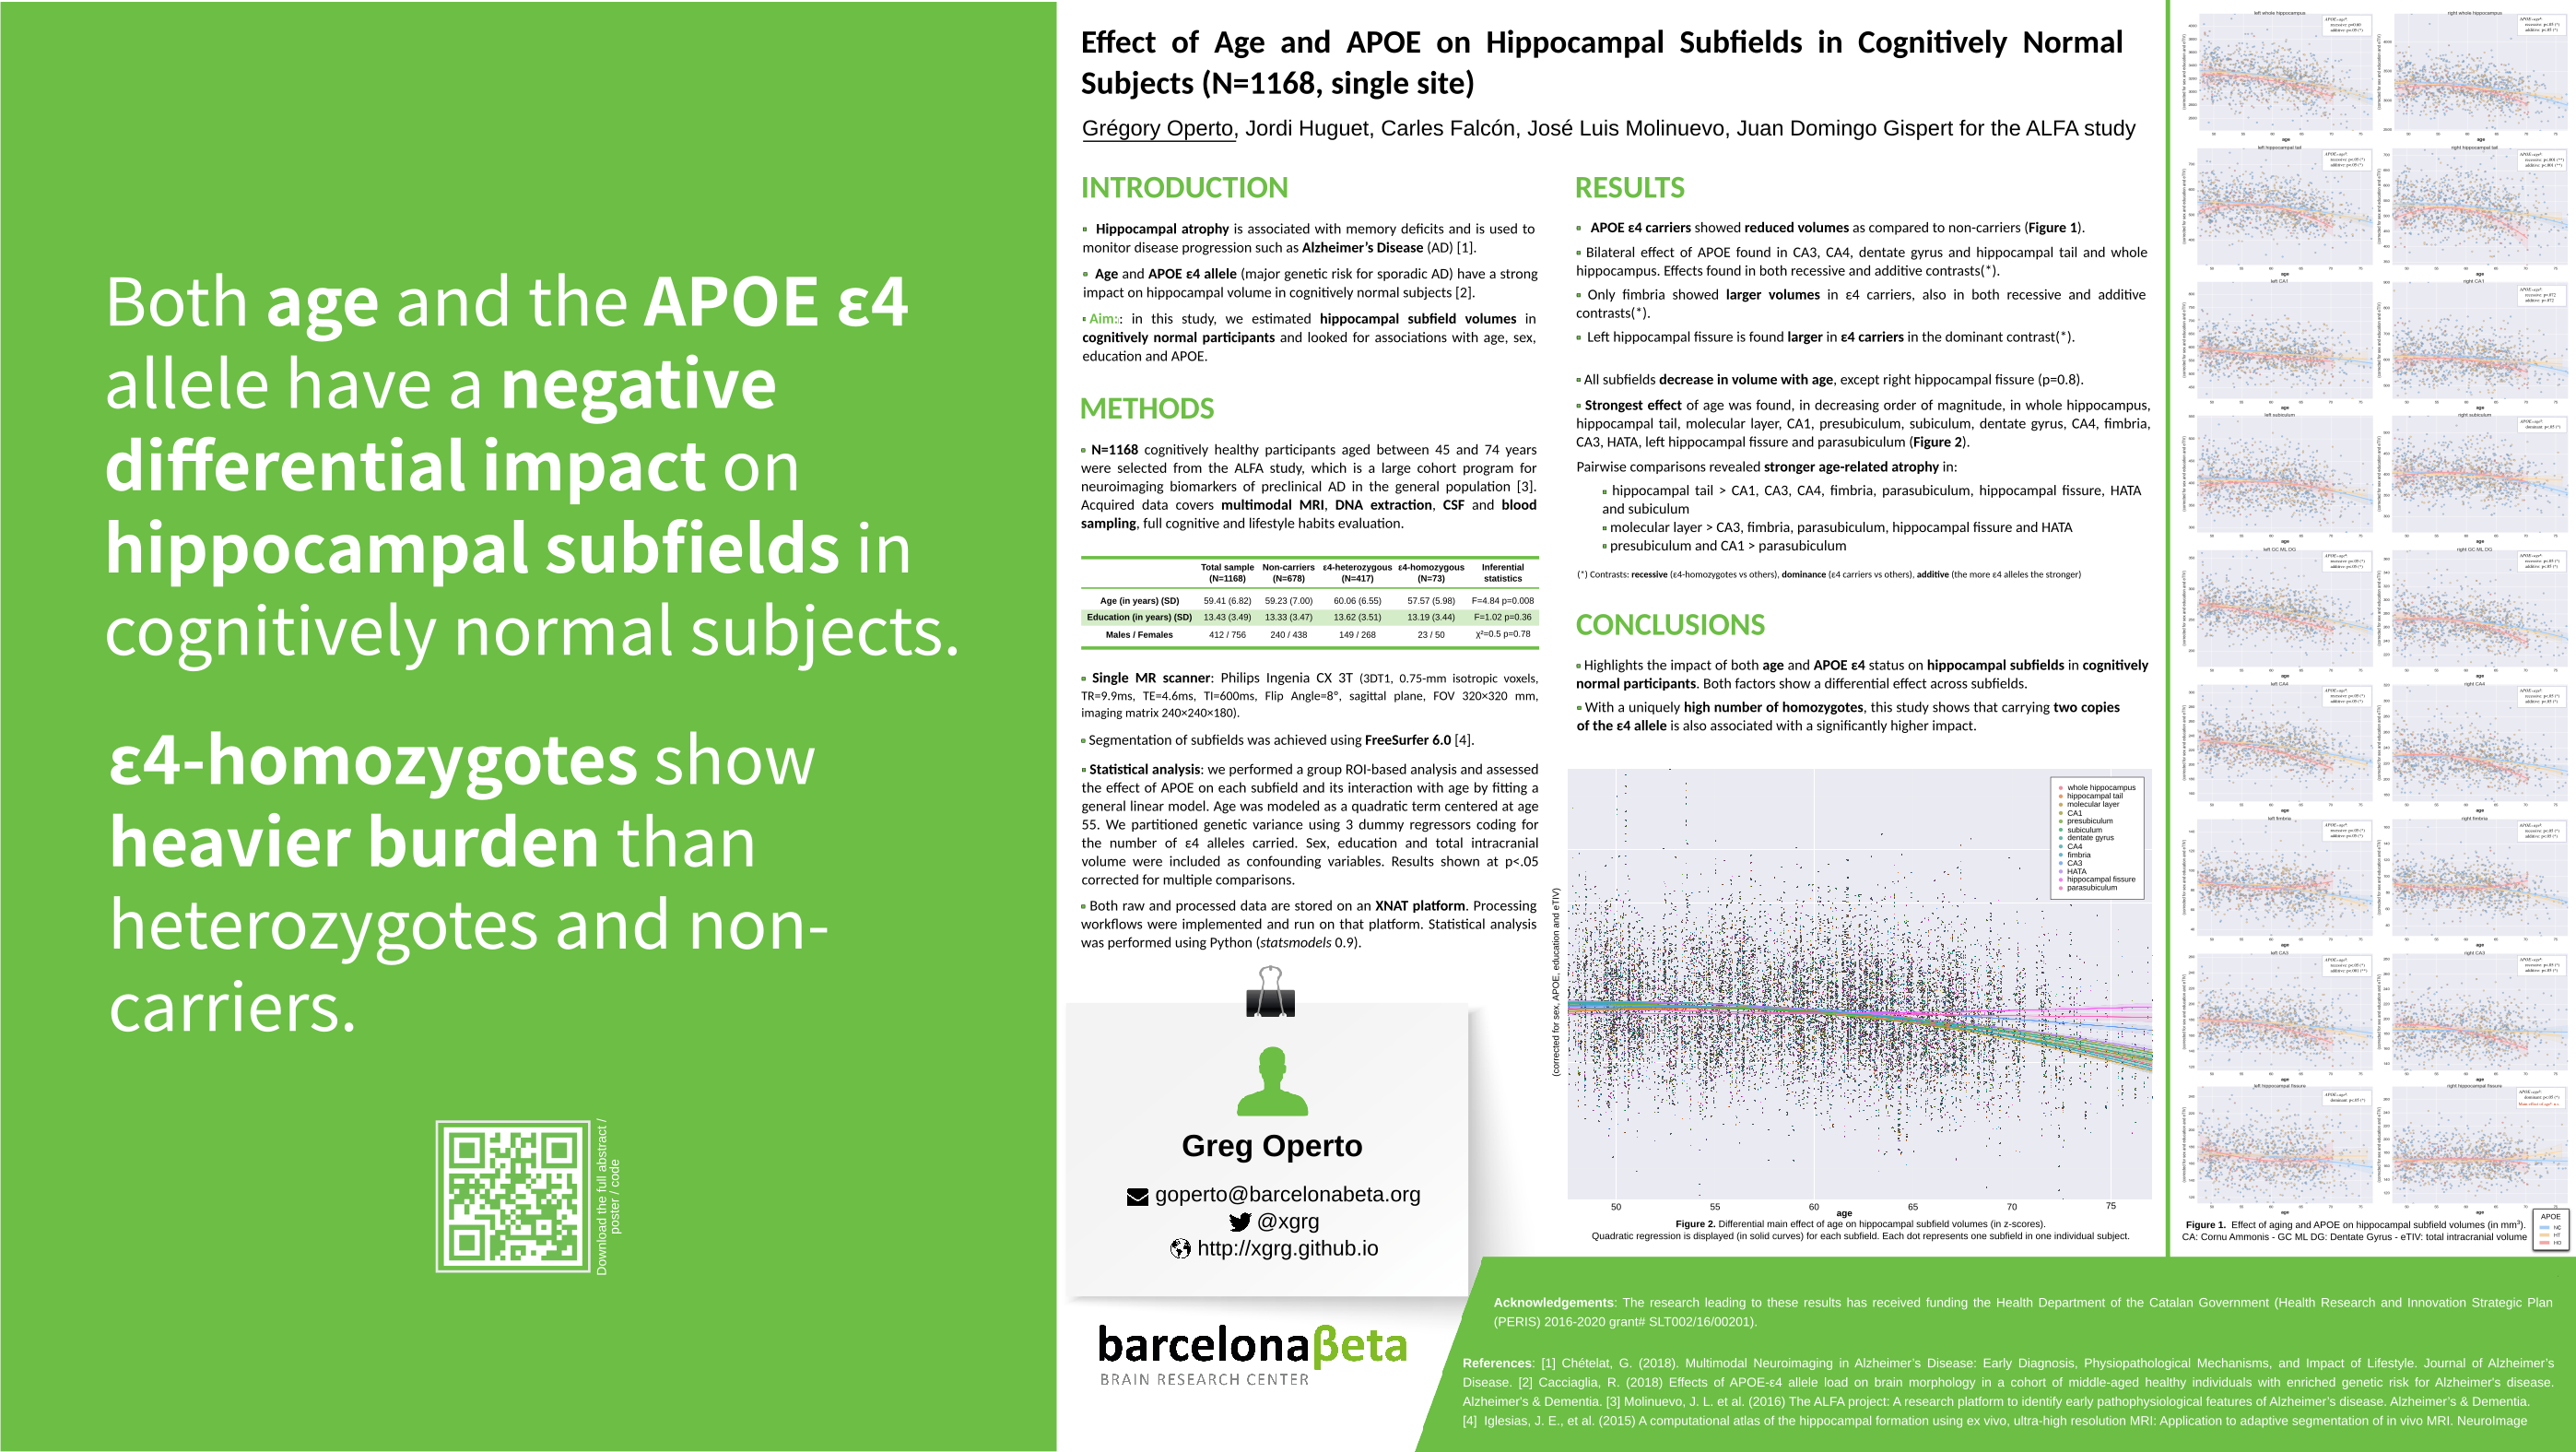 Both age and the APOE ε4
allele have a negative
differential impact on
hippocampal subfields in
cognitively normal subjects.
ε4-homozygotes show
heavier burden than
heterozygotes and non-
carriers.
Download the full abstract /
poster / code
Effect of Age and APOE on Hippocampal Subfields in Cognitively Normal
Subjects (N=1168, single site)
Grégory Operto, Jordi Huguet, Carles Falcón, José Luis Molinuevo, Juan Domingo Gispert for the ALFA study
INTRODUCTION
▪ Hippocampal atrophy is associated with memory deficits and is used to
monitor disease progression such as Alzheimer's Disease (AD) [1].
▪ Age and APOE ε4 allele (major genetic risk for sporadic AD) have a strong
impact on hippocampal volume in cognitively normal subjects [2].
▪ Aim:: in this study, we estimated hippocampal subfield volumes in
cognitively normal participants and looked for associations with age, sex,
education and APOE.
METHODS
▪ N=1168 cognitively healthy participants aged between 45 and 74 years
were selected from the ALFA study, which is a large cohort program for
neuroimaging biomarkers of preclinical AD in the general population [3].
Acquired data covers multimodal MRI, DNA extraction, CSF and blood
sampling, full cognitive and lifestyle habits evaluation.
Total sample (N=1168) Non-carriers (N=678) ε4-heterozygous (N=417) ε4-homozygous (N=73) Inferential statistics
Age (in years) (SD) 59.41 (6.82) 59.23 (7.00) 60.06 (6.55) 57.57 (5.98) F=4.84 p=0.008
Education (in years) (SD) 13.43 (3.49) 13.33 (3.47) 13.62 (3.51) 13.19 (3.44) F=1.02 p=0.36
Males / Females 412 / 756 240 / 438 149 / 268 23 / 50 χ²=0.5 p=0.78
▪ Single MR scanner: Philips Ingenia CX 3T (3DT1, 0.75-mm isotropic voxels,
TR=9.9ms, TE=4.6ms, TI=600ms, Flip Angle=8°, sagittal plane, FOV 320×320 mm,
imaging matrix 240×240×180).
▪ Segmentation of subfields was achieved using FreeSurfer 6.0 [4].
▪ Statistical analysis: we performed a group ROI-based analysis and assessed
the effect of APOE on each subfield and its interaction with age by fitting a
general linear model. Age was modeled as a quadratic term centered at age
55. We partitioned genetic variance using 3 dummy regressors coding for
the number of ε4 alleles carried. Sex, education and total intracranial
volume were included as confounding variables. Results shown at p<.05
corrected for multiple comparisons.
▪ Both raw and processed data are stored on an XNAT platform. Processing
workflows were implemented and run on that platform. Statistical analysis
was performed using Python (statsmodels 0.9).
Greg Operto
goperto@barcelonabeta.org
@xgrg
http://xgrg.github.io
barcelonaβeta
BRAIN RESEARCH CENTER
RESULTS
▪ APOE ε4 carriers showed reduced volumes as compared to non-carriers (Figure 1).
▪ Bilateral effect of APOE found in CA3, CA4, dentate gyrus and hippocampal tail and whole
hippocampus. Effects found in both recessive and additive contrasts(*).
▪ Only fimbria showed larger volumes in ε4 carriers, also in both recessive and additive
contrasts(*).
▪ Left hippocampal fissure is found larger in ε4 carriers in the dominant contrast(*).
▪ All subfields decrease in volume with age, except right hippocampal fissure (p=0.8).
▪ Strongest effect of age was found, in decreasing order of magnitude, in whole hippocampus,
hippocampal tail, molecular layer, CA1, presubiculum, subiculum, dentate gyrus, CA4, fimbria,
CA3, HATA, left hippocampal fissure and parasubiculum (Figure 2).
Pairwise comparisons revealed stronger age-related atrophy in:
▪ hippocampal tail > CA1, CA3, CA4, fimbria, parasubiculum, hippocampal fissure, HATA
and subiculum
▪ molecular layer > CA3, fimbria, parasubiculum, hippocampal fissure and HATA
▪ presubiculum and CA1 > parasubiculum
(*) Contrasts: recessive (ε4-homozygotes vs others), dominance (ε4 carriers vs others), additive (the more ε4 alleles the stronger)
CONCLUSIONS
▪ Highlights the impact of both age and APOE ε4 status on hippocampal subfields in cognitively
normal participants. Both factors show a differential effect across subfields.
▪ With a uniquely high number of homozygotes, this study shows that carrying two copies
of the ε4 allele is also associated with a significantly higher impact.
whole hippocampus
hippocampal tail
molecular layer
CA1
presubiculum
subiculum
dentate gyrus
CA4
fimbria
CA3
HATA
hippocampal fissure
parasubiculum
(corrected for sex, APOE, education and eTIV)
50 55 60 65 70 75
age
Figure 2. Differential main effect of age on hippocampal subfield volumes (in z-scores).
Quadratic regression is displayed (in solid curves) for each subfield. Each dot represents one subfield in one individual subject.
left whole hippocampus right whole hippocampus
left hippocampal tail right hippocampal tail
left CA1 right CA1
left subiculum right subiculum
left GC ML DG right GC ML DG
left CA4 right CA4
left fimbria right fimbria
left CA3 right CA3
left hippocampal fissure right hippocampal fissure
Figure 1. Effect of aging and APOE on hippocampal subfield volumes (in mm³).
CA: Cornu Ammonis - GC ML DG: Dentate Gyrus - eTIV: total intracranial volume
APOE
NC
HT
HO
Acknowledgements: The research leading to these results has received funding the Health Department of the Catalan Government (Health Research and Innovation Strategic Plan
(PERIS) 2016-2020 grant# SLT002/16/00201).
References: [1] Chételat, G. (2018). Multimodal Neuroimaging in Alzheimer's Disease: Early Diagnosis, Physiopathological Mechanisms, and Impact of Lifestyle. Journal of Alzheimer's
Disease. [2] Cacciaglia, R. (2018) Effects of APOE-ε4 allele load on brain morphology in a cohort of middle-aged healthy individuals with enriched genetic risk for Alzheimer's disease.
Alzheimer's & Dementia. [3] Molinuevo, J. L. et al. (2016) The ALFA project: A research platform to identify early pathophysiological features of Alzheimer's disease. Alzheimer's & Dementia.
[4] Iglesias, J. E., et al. (2015) A computational atlas of the hippocampal formation using ex vivo, ultra-high resolution MRI: Application to adaptive segmentation of in vivo MRI. NeuroImage